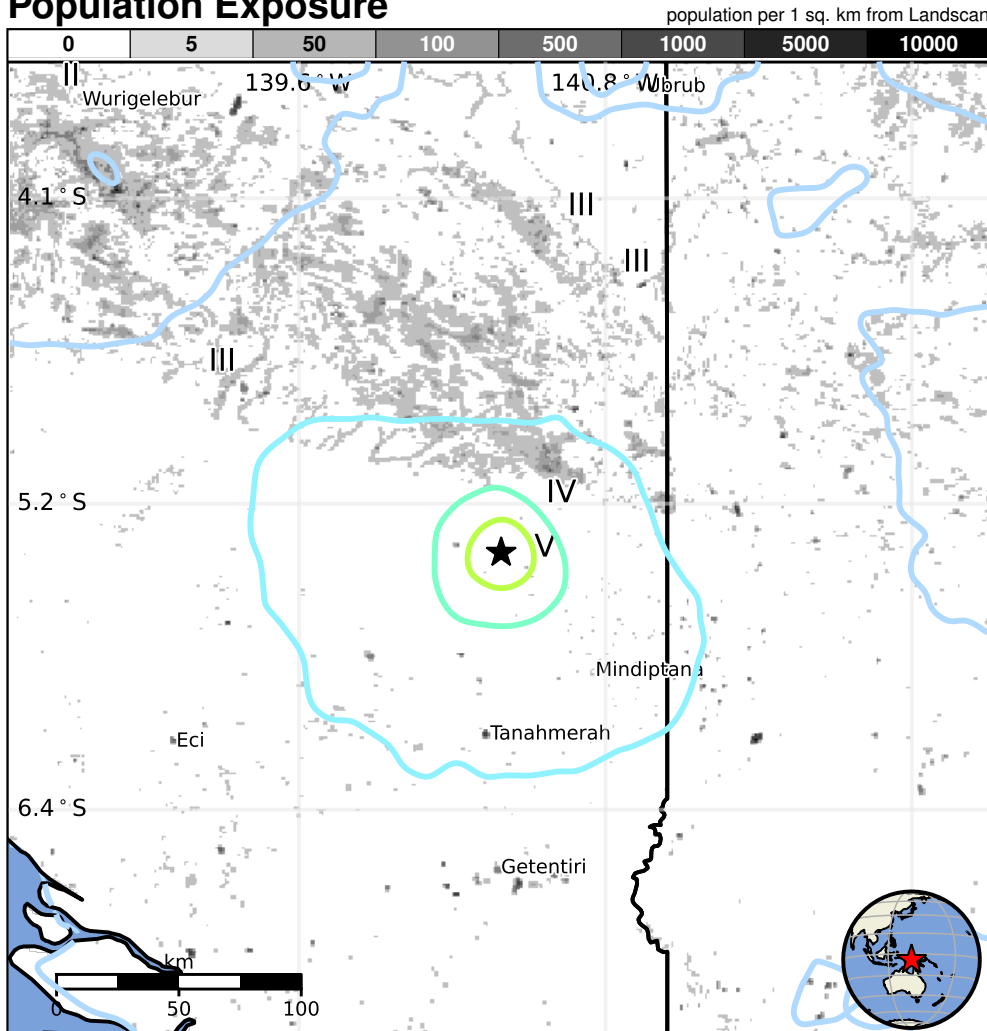 Population Exposure
population per 1 sq. km from Landscan
0 5 50 100 500 1000 5000 10000
II
139.6°W 140.8°W
Ubrub
Wurigelebur
4.1°S
III
III
III
5.2°S
IV
V
Mindiptana
Tanahmerah
Eci
6.4°S
Getentiri
km
0 50 100